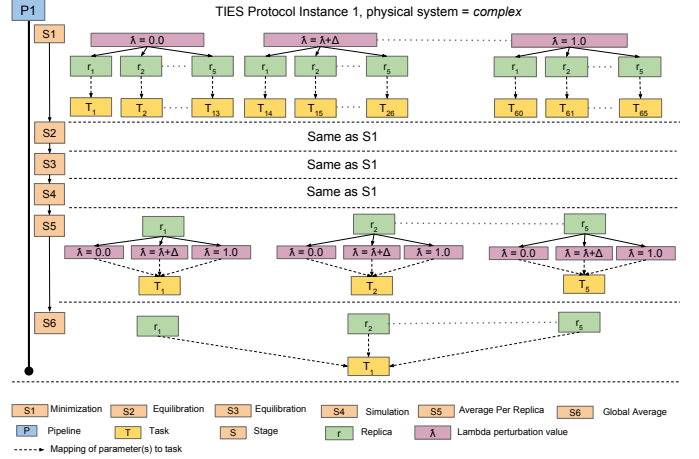 P1
TIES Protocol Instance 1, physical system = complex
S1
ƛ = 0.0 ƛ = ƛ+Δ ƛ = 1.0
r1 r2 r5 r1 r2 r5 r1 r2 r5
T1 T2 T13 T14 T15 T26 T60 T61 T65
S2 Same as S1
S3 Same as S1
S4 Same as S1
S5 r1 r2 r5
ƛ = 0.0 ƛ = ƛ+Δ ƛ = 1.0 ƛ = 0.0 ƛ = ƛ+Δ ƛ = 1.0 ƛ = 0.0 ƛ = ƛ+Δ ƛ = 1.0
T1 T2 T5
S6 r1 r2 r5
T1
S1 Minimization S2 Equilibration S3 Equilibration S4 Simulation S5 Average Per Replica S6 Global Average
P Pipeline T Task S Stage r Replica ƛ Lambda perturbation value
Mapping of parameter(s) to task